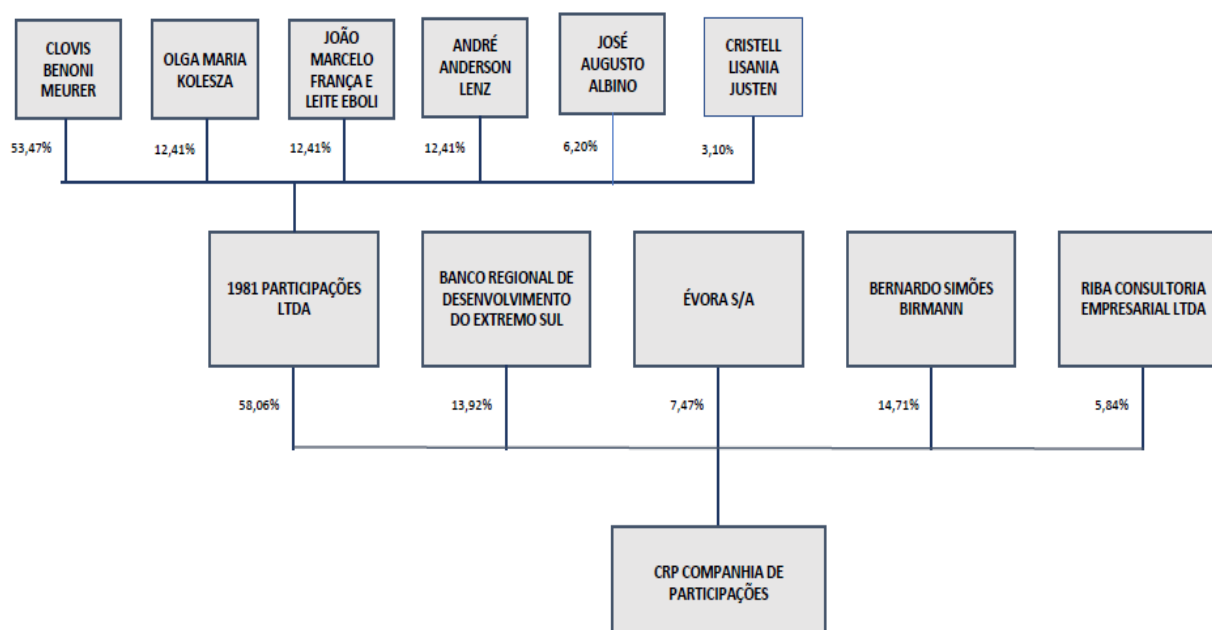 CLOVIS
BENONI
MEURER
OLGA MARIA
KOLESZA
JOÃO
MARCELO
FRANÇA E
LEITE EBOLI
ANDRÉ
ANDERSON
LENZ
JOSÉ
AUGUSTO
ALBINO
CRISTELL
LISANIA
JUSTEN
53,47%
12,41%
12,41%
12,41%
6,20%
3,10%
1981 PARTICIPAÇÕES
LTDA
BANCO REGIONAL DE
DESENVOLVIMENTO
DO EXTREMO SUL
ÉVORA S/A
BERNARDO SIMÕES
BIRMANN
RIBA CONSULTORIA
EMPRESARIAL LTDA
58,06%
13,92%
7,47%
14,71%
5,84%
CRP COMPANHIA DE
PARTICIPAÇÕES